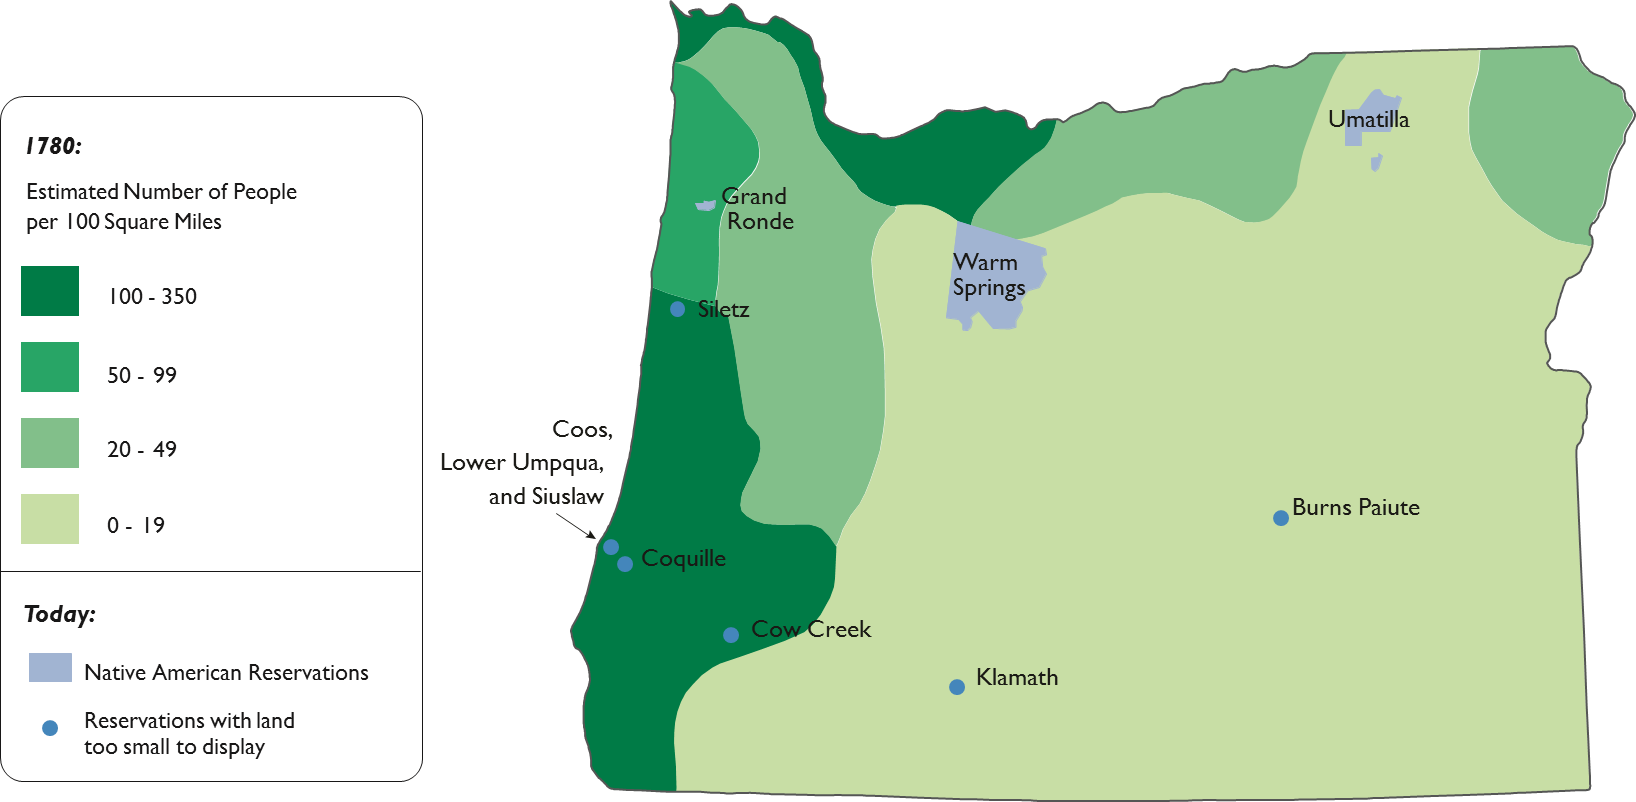 1780:
Estimated Number of People
per 100 Square Miles
100 - 350
50 - 99
20 - 49
0 - 19
Today:
Native American Reservations
Reservations with land
too small to display
Umatilla
Grand
Ronde
Warm
Springs
Siletz
Coos,
Lower Umpqua,
and Siuslaw
Burns Paiute
Coquille
Cow Creek
Klamath